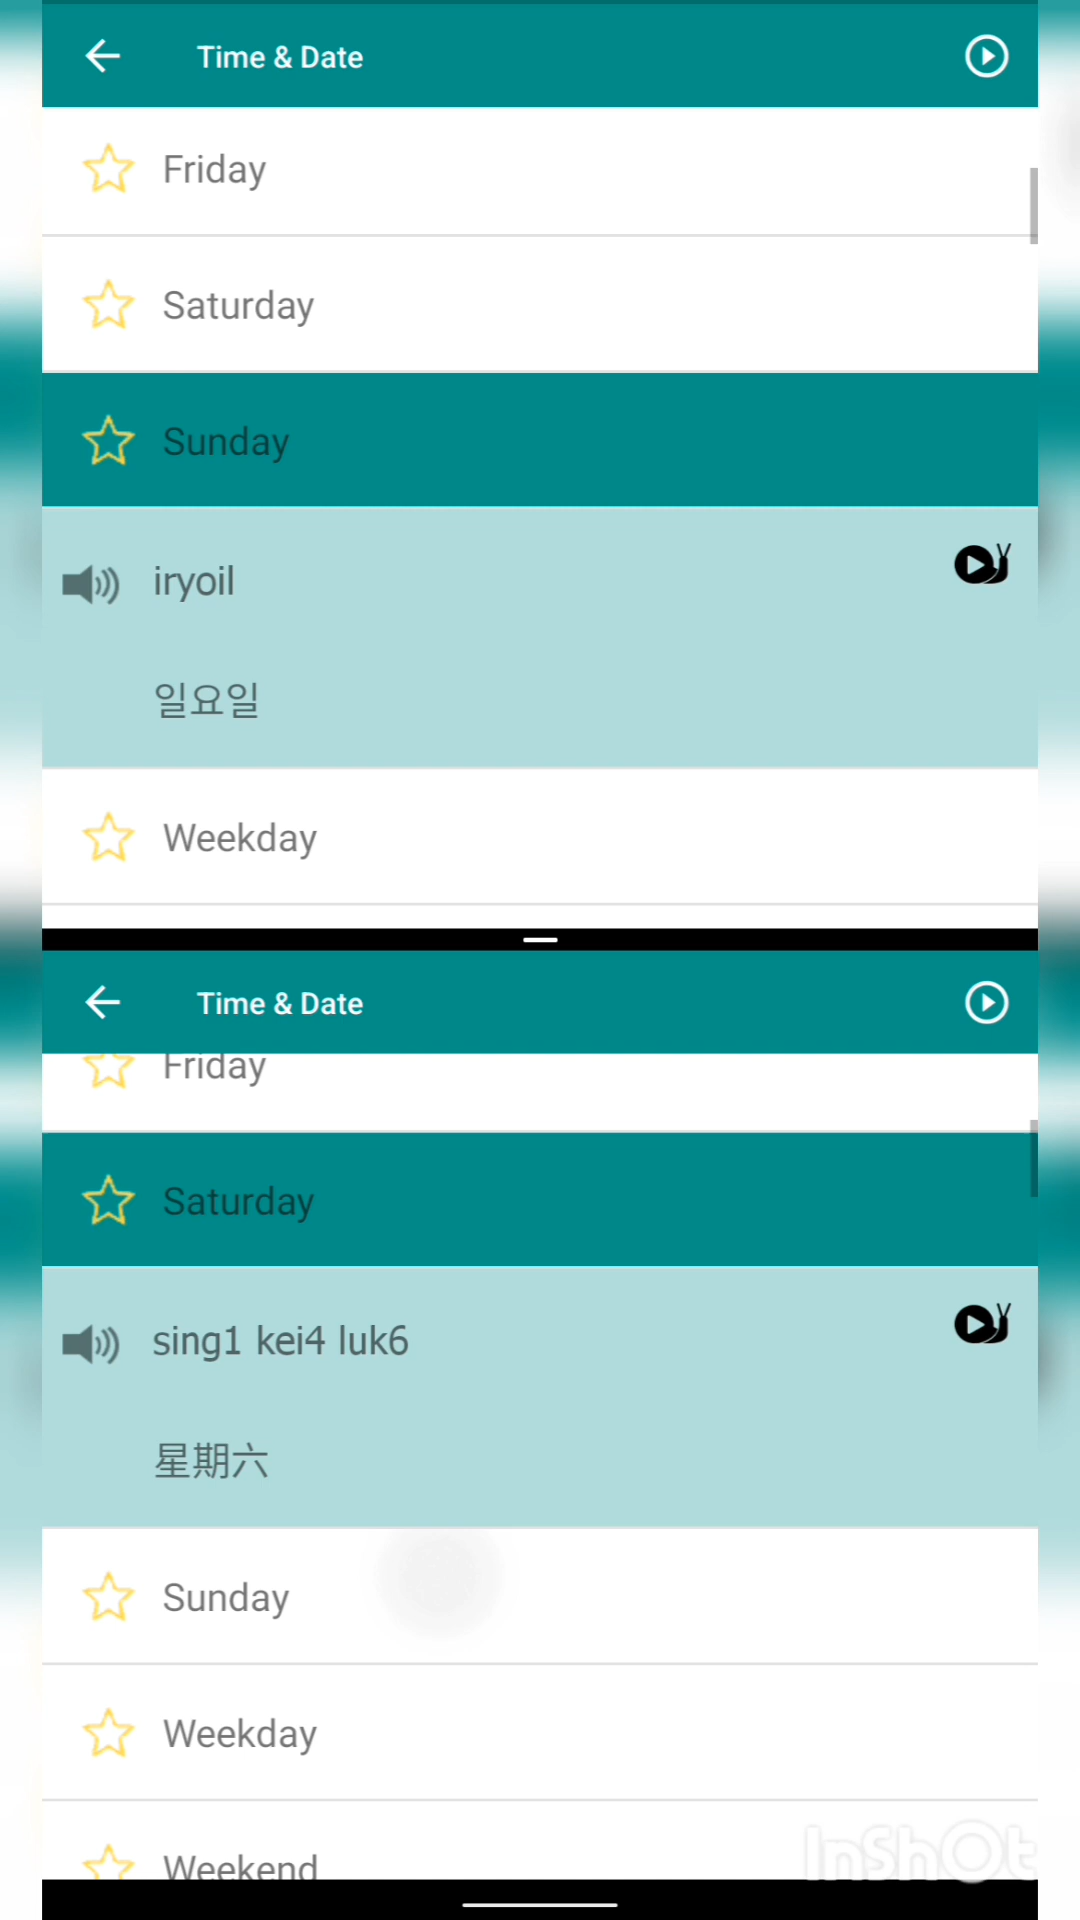 Time & Date
Friday
Saturday
Sunday
iryoil
일요일
Weekday
Time & Date
Friday
Saturday
sing1 kei4 luk6
星期六
Sunday
Weekday
Weekend
InShOt